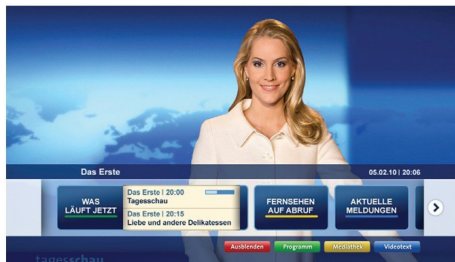 Das Erste
05.02.10 | 20:06
WAS
LÄUFT JETZT
Das Erste | 20:00
Tagesschau
Das Erste | 20:15
Liebe und andere Delikatessen
FERNSEHEN
AUF ABRUF
AKTUELLE
MELDUNGEN
Ausblenden
Programm
Mediathek
Videotext
tagesschau